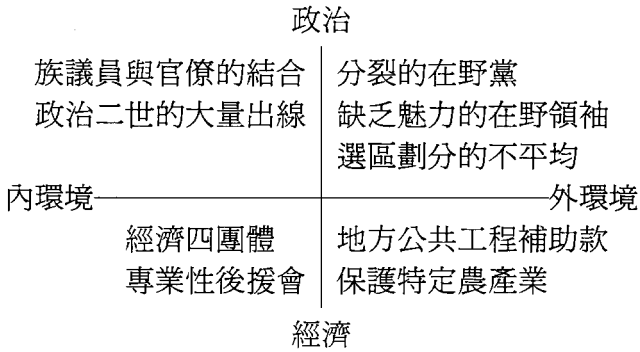 政治
族議員與官僚的結合
政治二世的大量出線
分裂的在野黨
缺乏魅力的在野領袖
選區劃分的不平均
內環境
外環境
經濟四團體
專業性後援會
地方公共工程補助款
保護特定農產業
經濟